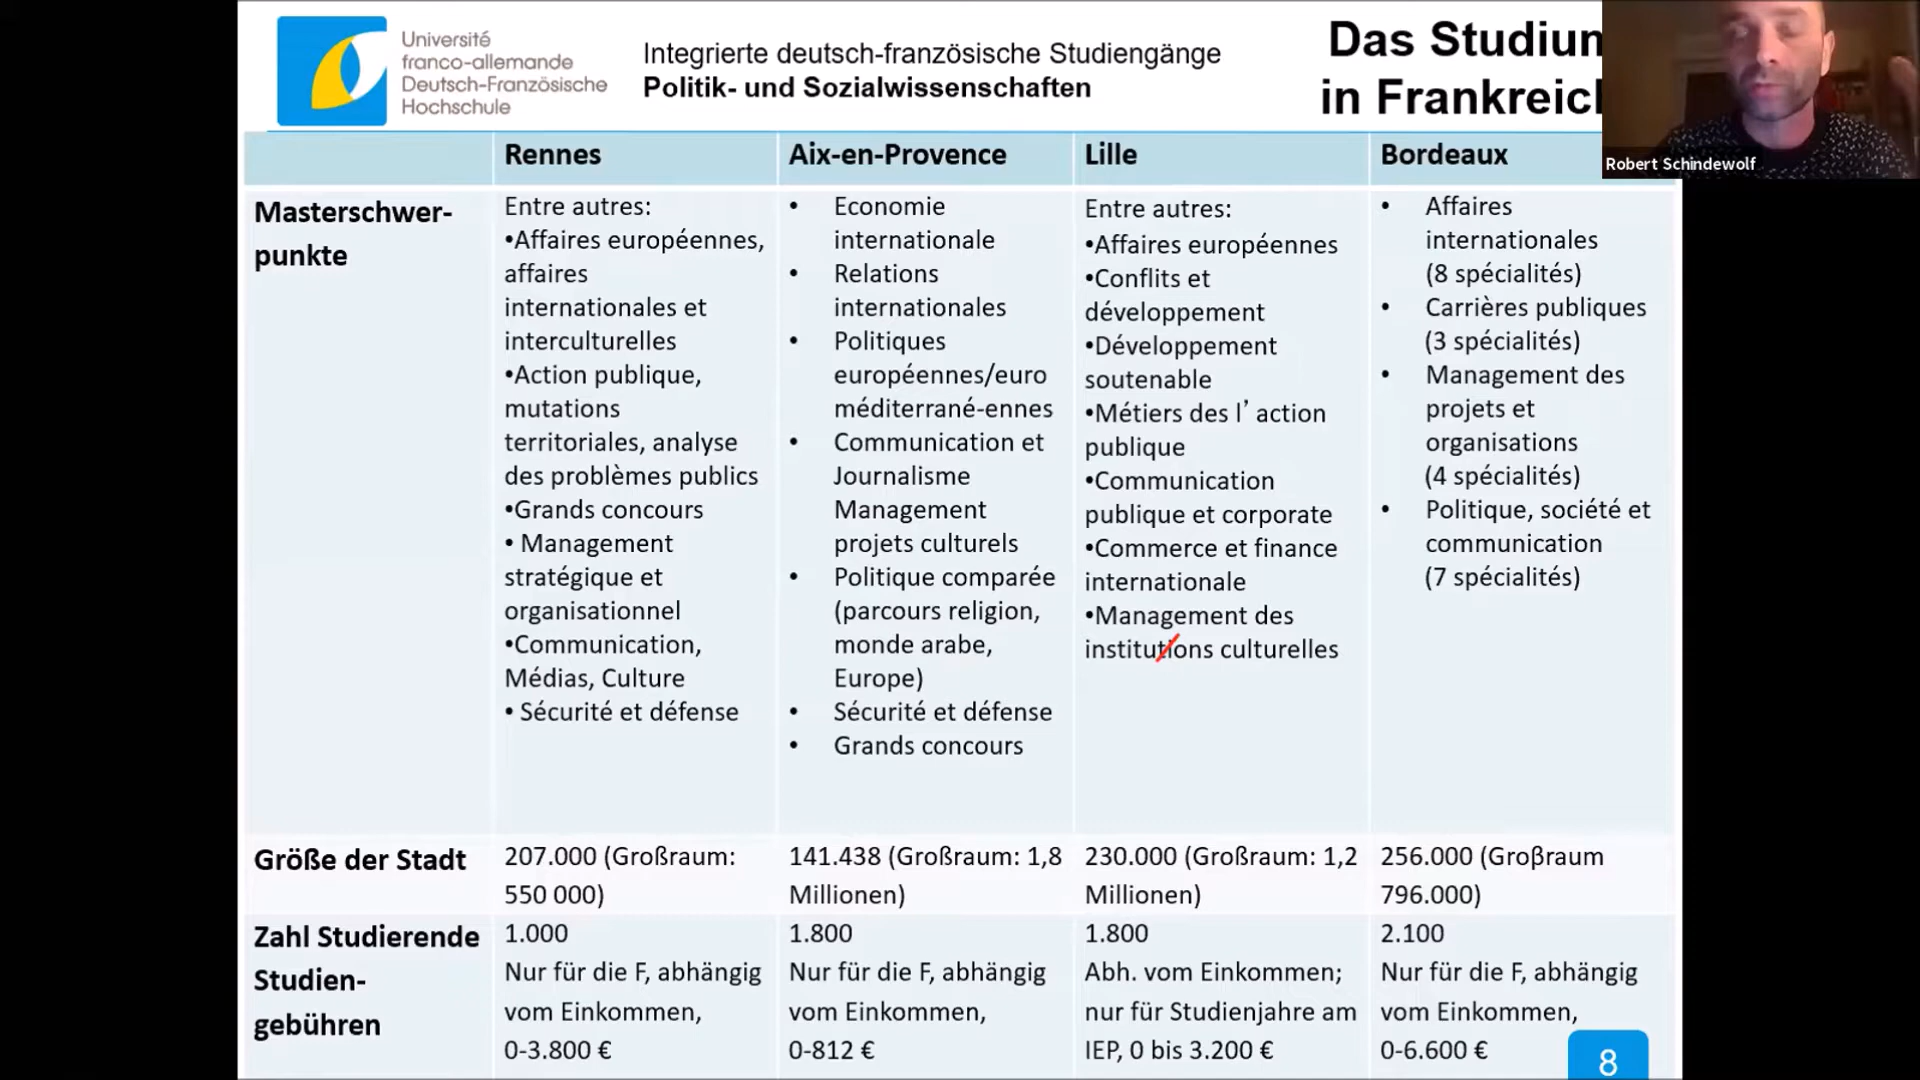 Université
franco-allemande
Deutsch-Französische
Hochschule
Integrierte deutsch-französische Studiengänge
Politik- und Sozialwissenschaften
Das Studium
in Frankreich
Robert Schindewolf
Rennes
Aix-en-Provence
Lille
Bordeaux
Masterschwer-
punkte
Entre autres:
•Affaires européennes,
affaires
internationales et
interculturelles
•Action publique,
mutations
territoriales, analyse
des problèmes publics
•Grands concours
• Management
stratégique et
organisationnel
•Communication,
Médias, Culture
• Sécurité et défense
• Economie
internationale
• Relations
internationales
• Politiques
européennes/euro
méditerrané-ennes
• Communication et
Journalisme
Management
projets culturels
• Politique comparée
(parcours religion,
monde arabe,
Europe)
• Sécurité et défense
• Grands concours
Entre autres:
•Affaires européennes
•Conflits et
développement
•Développement
soutenable
•Métiers des l’ action
publique
•Communication
publique et corporate
•Commerce et finance
internationale
•Management des
institutions culturelles
• Affaires
internationales
(8 spécialités)
• Carrières publiques
(3 spécialités)
• Management des
projets et
organisations
(4 spécialités)
• Politique, société et
communication
(7 spécialités)
Größe der Stadt
207.000 (Großraum:
550 000)
141.438 (Großraum: 1,8
Millionen)
230.000 (Großraum: 1,2
Millionen)
256.000 (Groβraum
796.000)
Zahl Studierende
Studien-
gebühren
1.000
Nur für die F, abhängig
vom Einkommen,
0-3.800 €
1.800
Nur für die F, abhängig
vom Einkommen,
0-812 €
1.800
Abh. vom Einkommen;
nur für Studienjahre am
IEP, 0 bis 3.200 €
2.100
Nur für die F, abhängig
vom Einkommen,
0-6.600 €
8